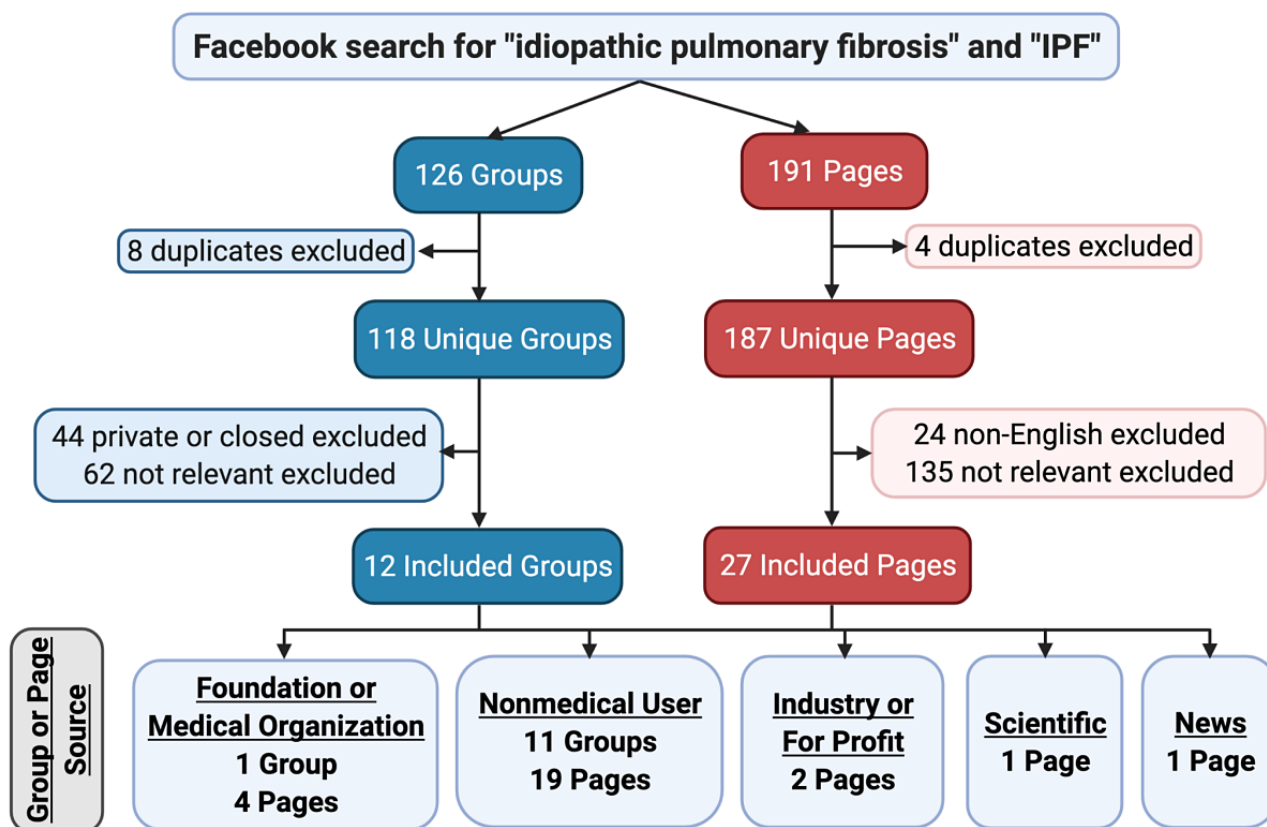 Facebook search for "idiopathic pulmonary fibrosis" and "IPF"
126 Groups
191 Pages
8 duplicates excluded
4 duplicates excluded
118 Unique Groups
187 Unique Pages
44 private or closed excluded
62 not relevant excluded
24 non-English excluded
135 not relevant excluded
12 Included Groups
27 Included Pages
Group or Page
Source
Foundation or
Medical Organization
1 Group
4 Pages
Nonmedical User
11 Groups
19 Pages
Industry or
For Profit
2 Pages
Scientific
1 Page
News
1 Page